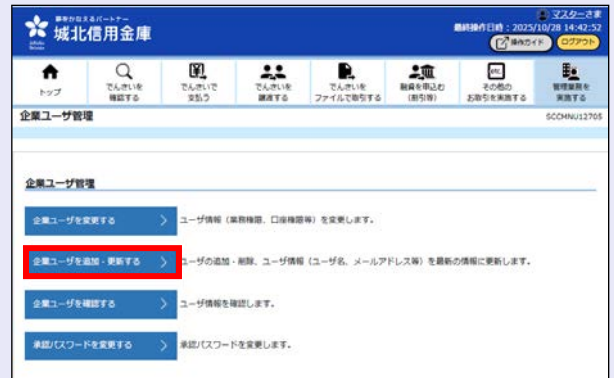 夢をかなえるパートナー
城北信用金庫
マスターさま
最終操作日時：2025/10/28 14:42:52
操作ガイド
ログアウト
トップ
でんさいを
確認する
でんさいで
支払う
でんさいを
譲渡する
でんさいを
ファイルで取引する
融資を申込む
（割引等）
その他の
お取引を実施する
管理業務を
実施する
企業ユーザ管理
SCCMNU12705
企業ユーザ管理
企業ユーザを変更する
ユーザ情報（業務権限、口座権限等）を変更します。
企業ユーザを追加・更新する
ユーザの追加・削除、ユーザ情報（ユーザ名、メールアドレス等）を最新の情報に更新します。
企業ユーザを確認する
ユーザ情報を確認します。
承認パスワードを変更する
承認パスワードを変更します。